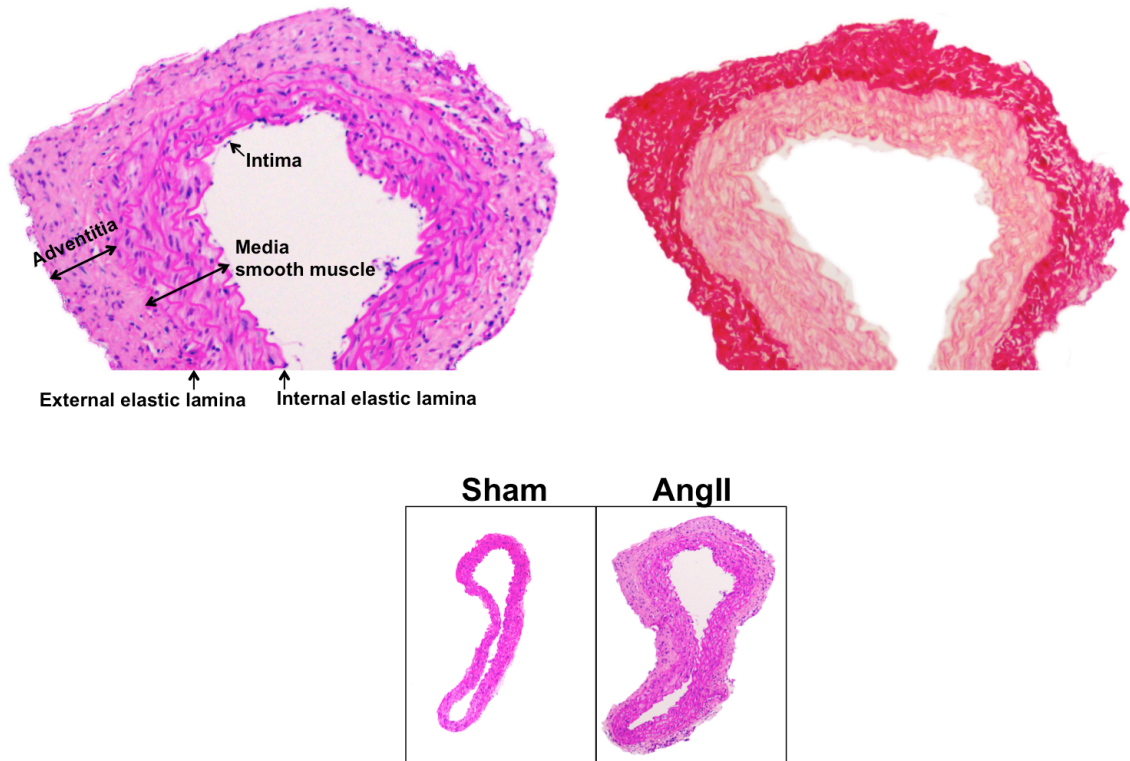 Intima
Adventitia
Media
smooth muscle
External elastic lamina
Internal elastic lamina
Sham
AngII